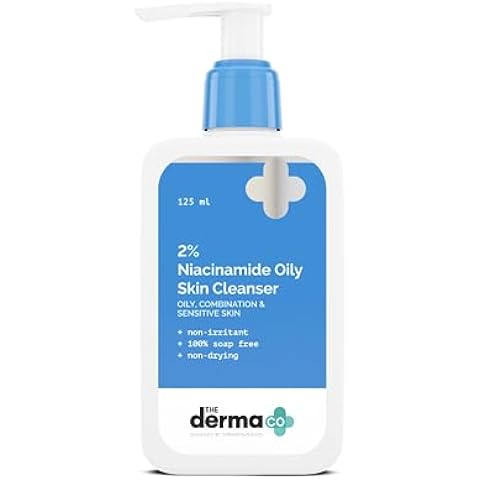 125 ml
2%
Niacinamide Oily
Skin Cleanser
OILY, COMBINATION &
SENSITIVE SKIN
+ non-irritant
+ 100% soap free
+ non-drying
THE
derma co